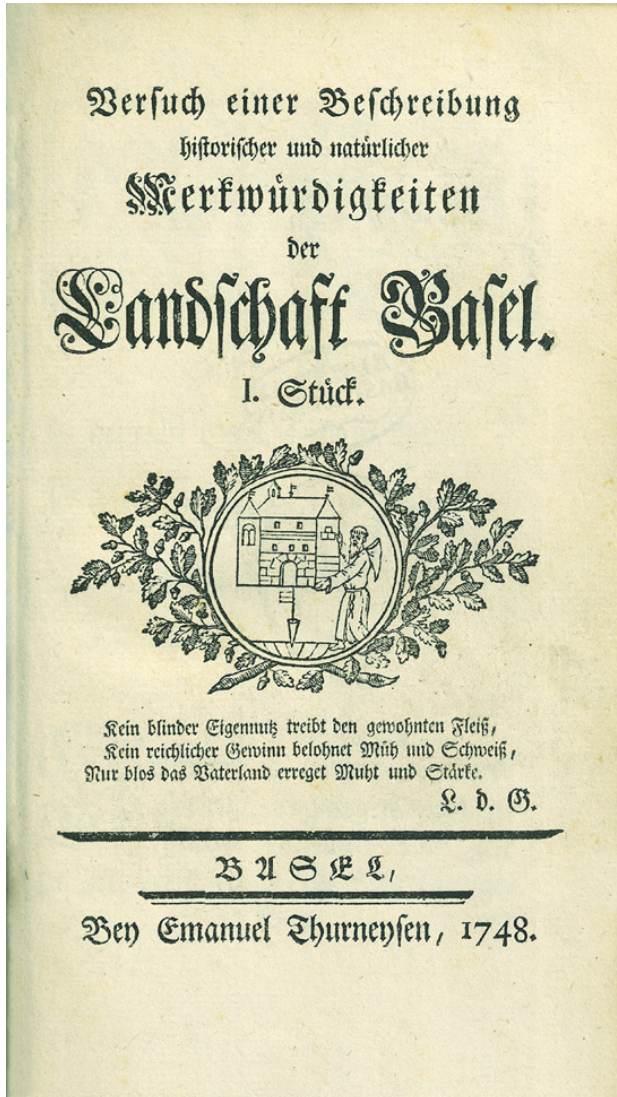 Versuch einer Beschreibung
historischer und natürlicher
Merkwürdigkeiten
der
Landschaft Basel.
I. Stück.
Kein blinder Eigennutz treibt den gewohnten Fleiß,
Kein reichlicher Gewinn belohnet Müh und Schweiß,
Nur blos das Vaterland erreget Muht und Stärke.
L. d. G.
BASEL,
Bey Emanuel Thurneysen, 1748.